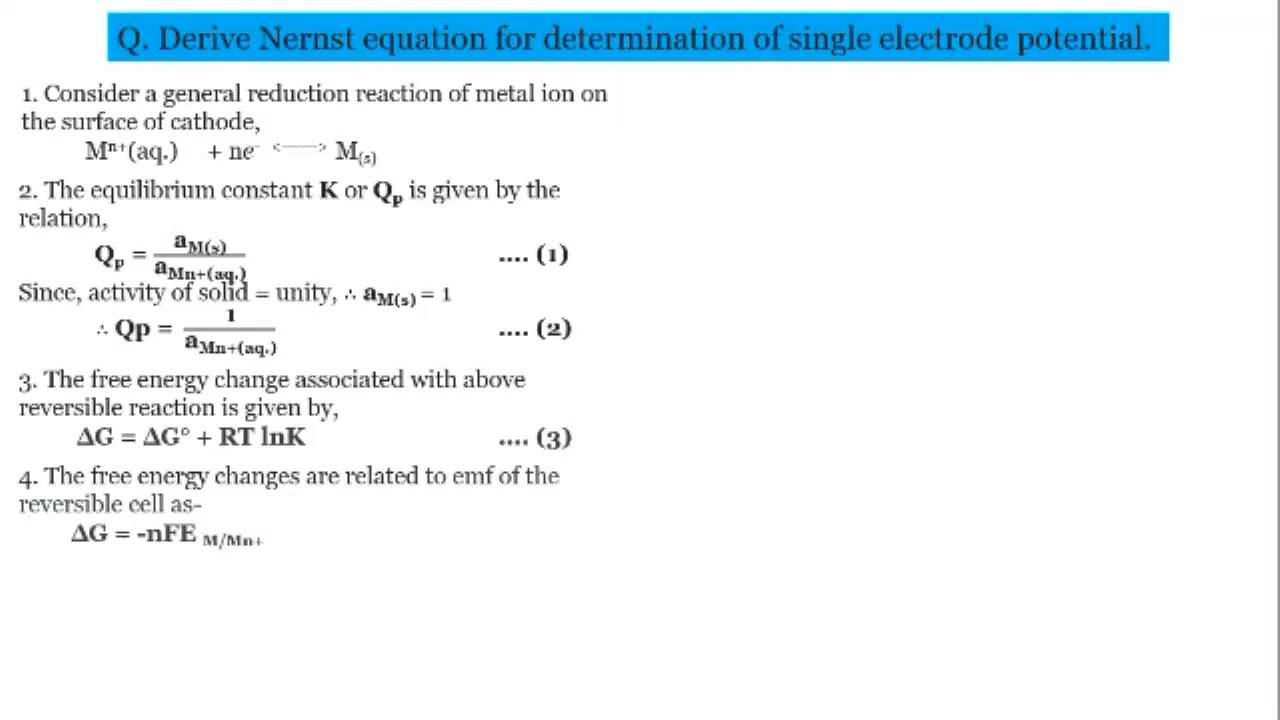 Q. Derive Nernst equation for determination of single electrode potential.
1. Consider a general reduction reaction of metal ion on
the surface of cathode,
Mⁿ⁺(aq.) + ne⁻ <⟶> M₍ₛ₎
2. The equilibrium constant K or Qₚ is given by the
relation,
Qₚ = a_M(s) / a_Mn+(aq.) .... (1)
Since, activity of solid = unity, ∴ a_M(s) = 1
∴ Qp = 1 / a_Mn+(aq.) .... (2)
3. The free energy change associated with above
reversible reaction is given by,
ΔG = ΔG° + RT lnK .... (3)
4. The free energy changes are related to emf of the
reversible cell as-
ΔG = -nFE M/Mn+